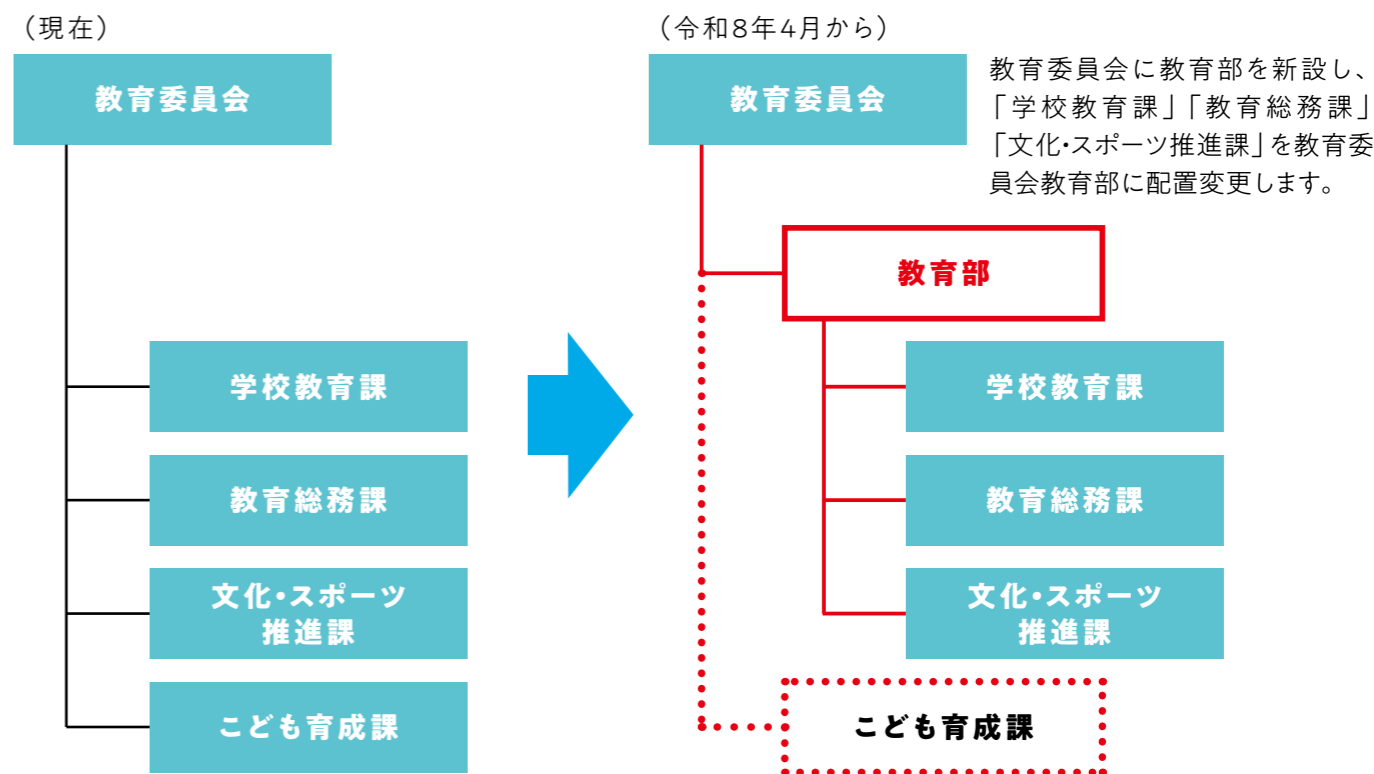 （現在）
教育委員会
学校教育課
教育総務課
文化・スポーツ
推進課
こども育成課
（令和8年4月から）
教育委員会
教育委員会に教育部を新設し、
「学校教育課」「教育総務課」
「文化・スポーツ推進課」を教育委
員会教育部に配置変更します。
教育部
学校教育課
教育総務課
文化・スポーツ
推進課
こども育成課